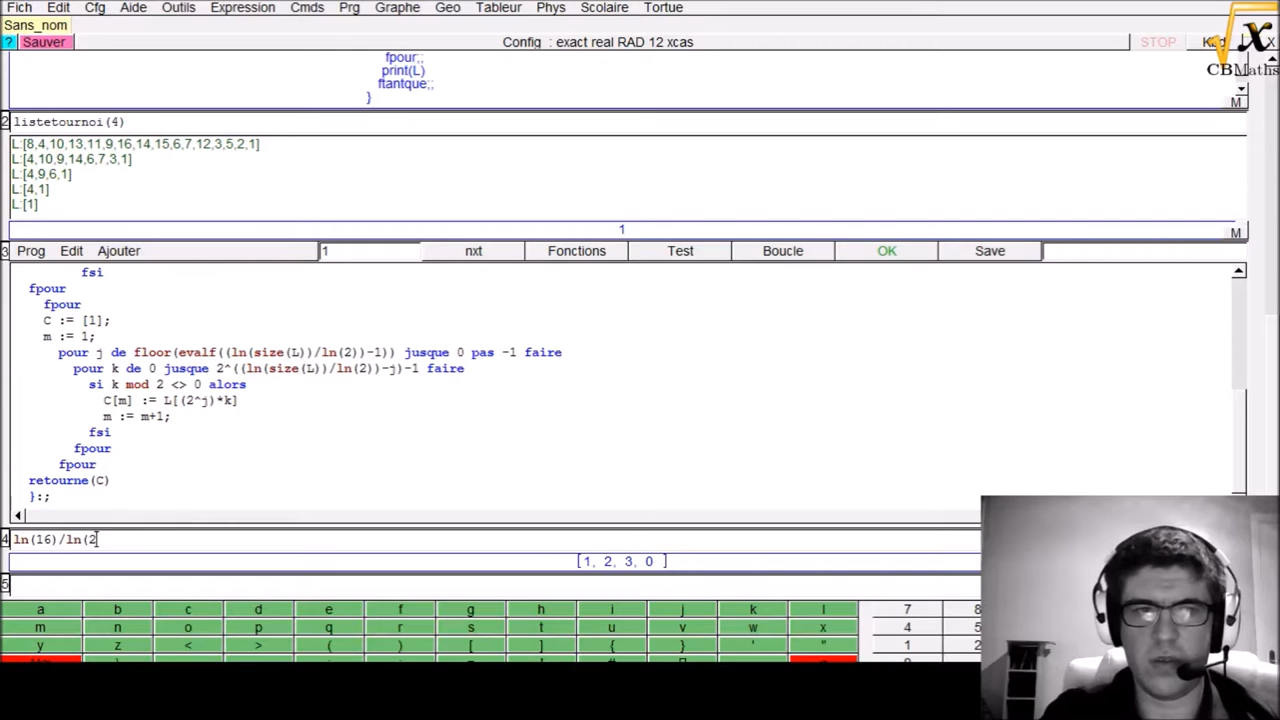 Fich Edit Cfg Aide Outils Expression Cmds Prg Graphe Geo Tableur Phys Scolaire Tortue
Sans_nom
? Sauver Config : exact real RAD 12 xcas STOP X
CBMaths
fpour;;
print(L)
ftantque;;
}
M
2 listetournoi(4)
L:[8,4,10,13,11,9,16,14,15,6,7,12,3,5,2,1]
L:[4,10,9,14,6,7,3,1]
L:[4,9,6,1]
L:[4,1]
L:[1]
1
M
3 Prog Edit Ajouter 1 nxt Fonctions Test Boucle OK Save
fsi
fpour
fpour
C := [1];
m := 1;
pour j de floor(evalf((ln(size(L))/ln(2))-1)) jusque 0 pas -1 faire
pour k de 0 jusque 2^((ln(size(L))/ln(2))-j)-1 faire
si k mod 2 <> 0 alors
C[m] := L[(2^j)*k]
m := m+1;
fsi
fpour
fpour
retourne(C)
}:;
4 ln(16)/ln(2
[1, 2, 3, 0 ]
5
a b c d e f g h i j k l 7 8
m n o p q r s t u v w x 4 5
y z < > ( ) [ ] { } ' " 1 2